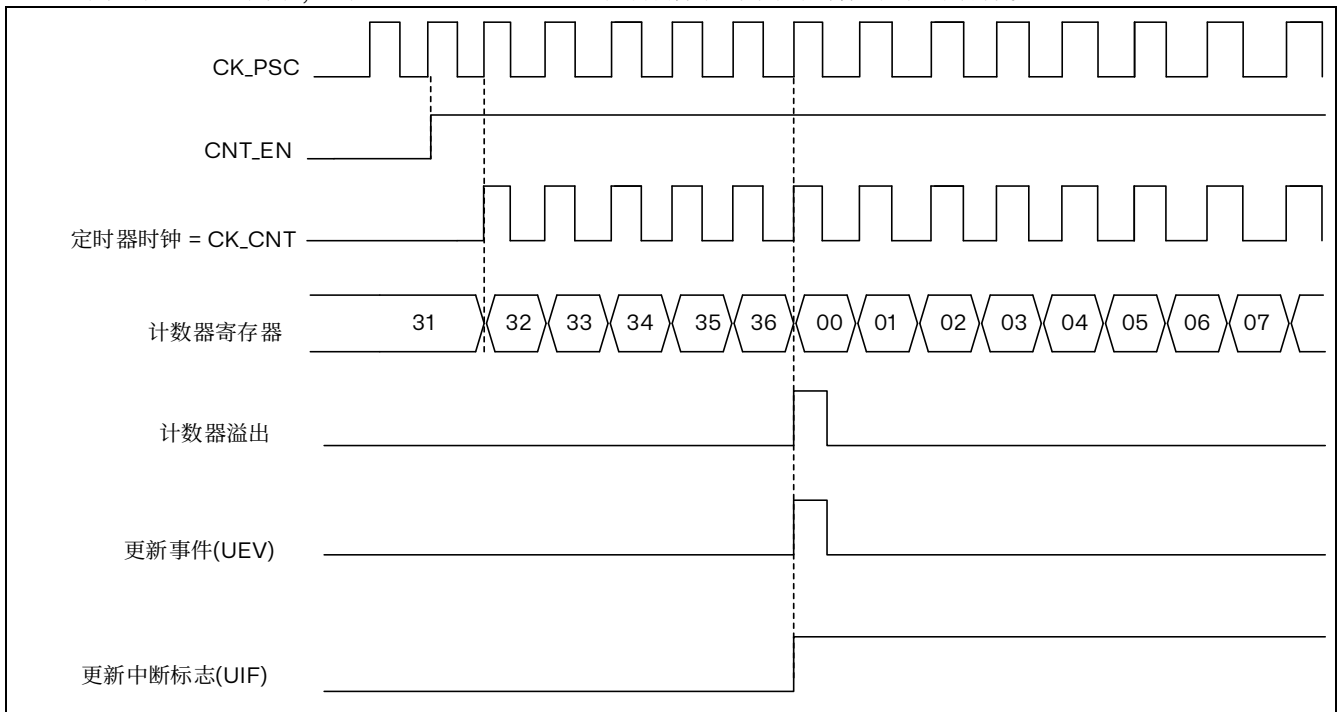 CK_PSC
CNT_EN
定时器时钟 = CK_CNT
计数器寄存器
31 32 33 34 35 36 00 01 02 03 04 05 06 07
计数器溢出
更新事件(UEV)
更新中断标志(UIF)